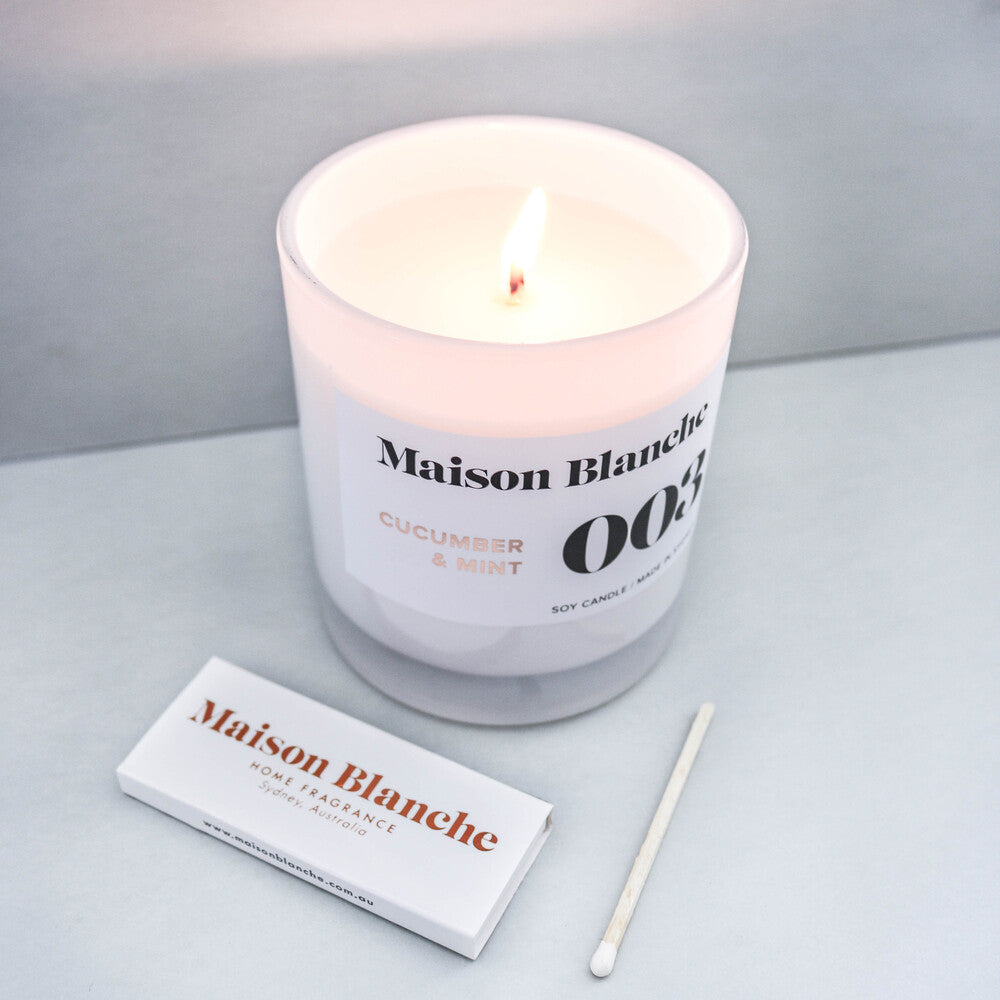 Maison Blanche
003
CUCUMBER
& MINT
SOY CANDLE / MADE IN
Maison Blanche
HOME FRAGRANCE
Sydney, Australia
www.maisonblanche.com.au